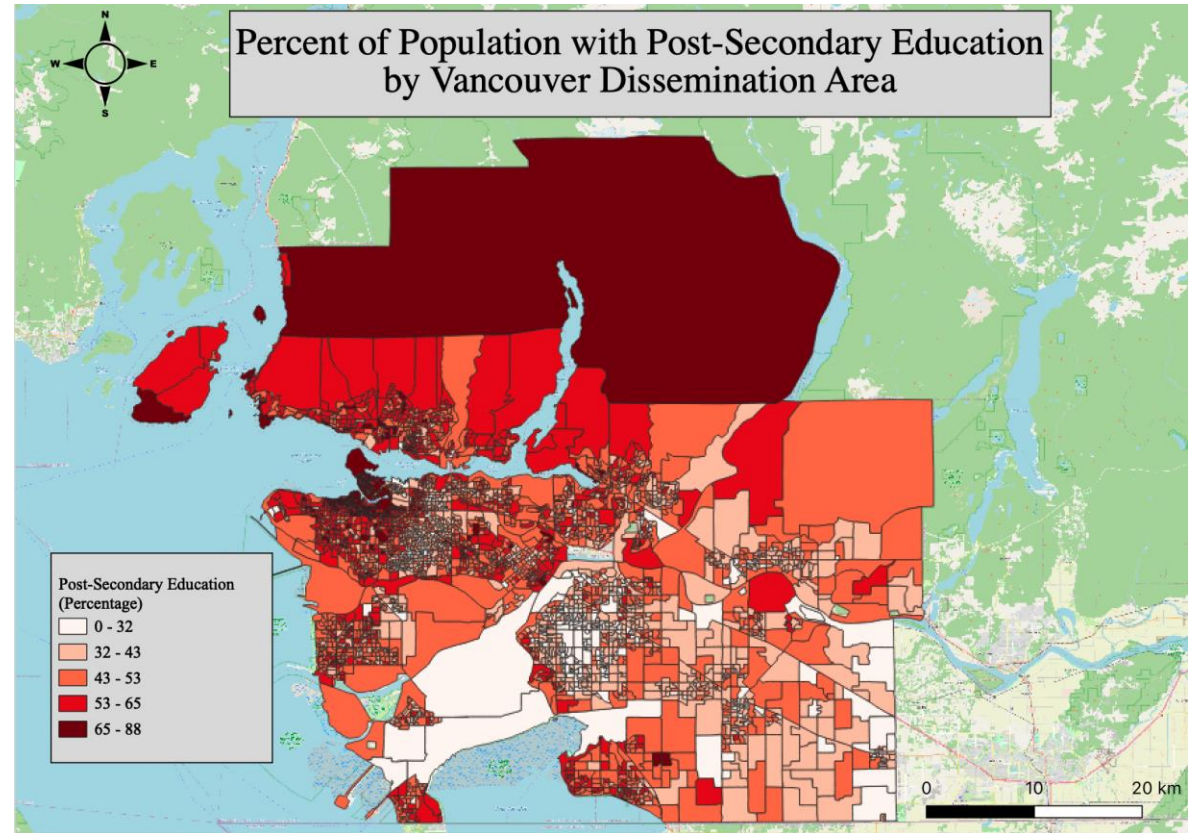 N
W E
S
Percent of Population with Post-Secondary Education
by Vancouver Dissemination Area
Post-Secondary Education
(Percentage)
0 - 32
32 - 43
43 - 53
53 - 65
65 - 88
0 10 20 km